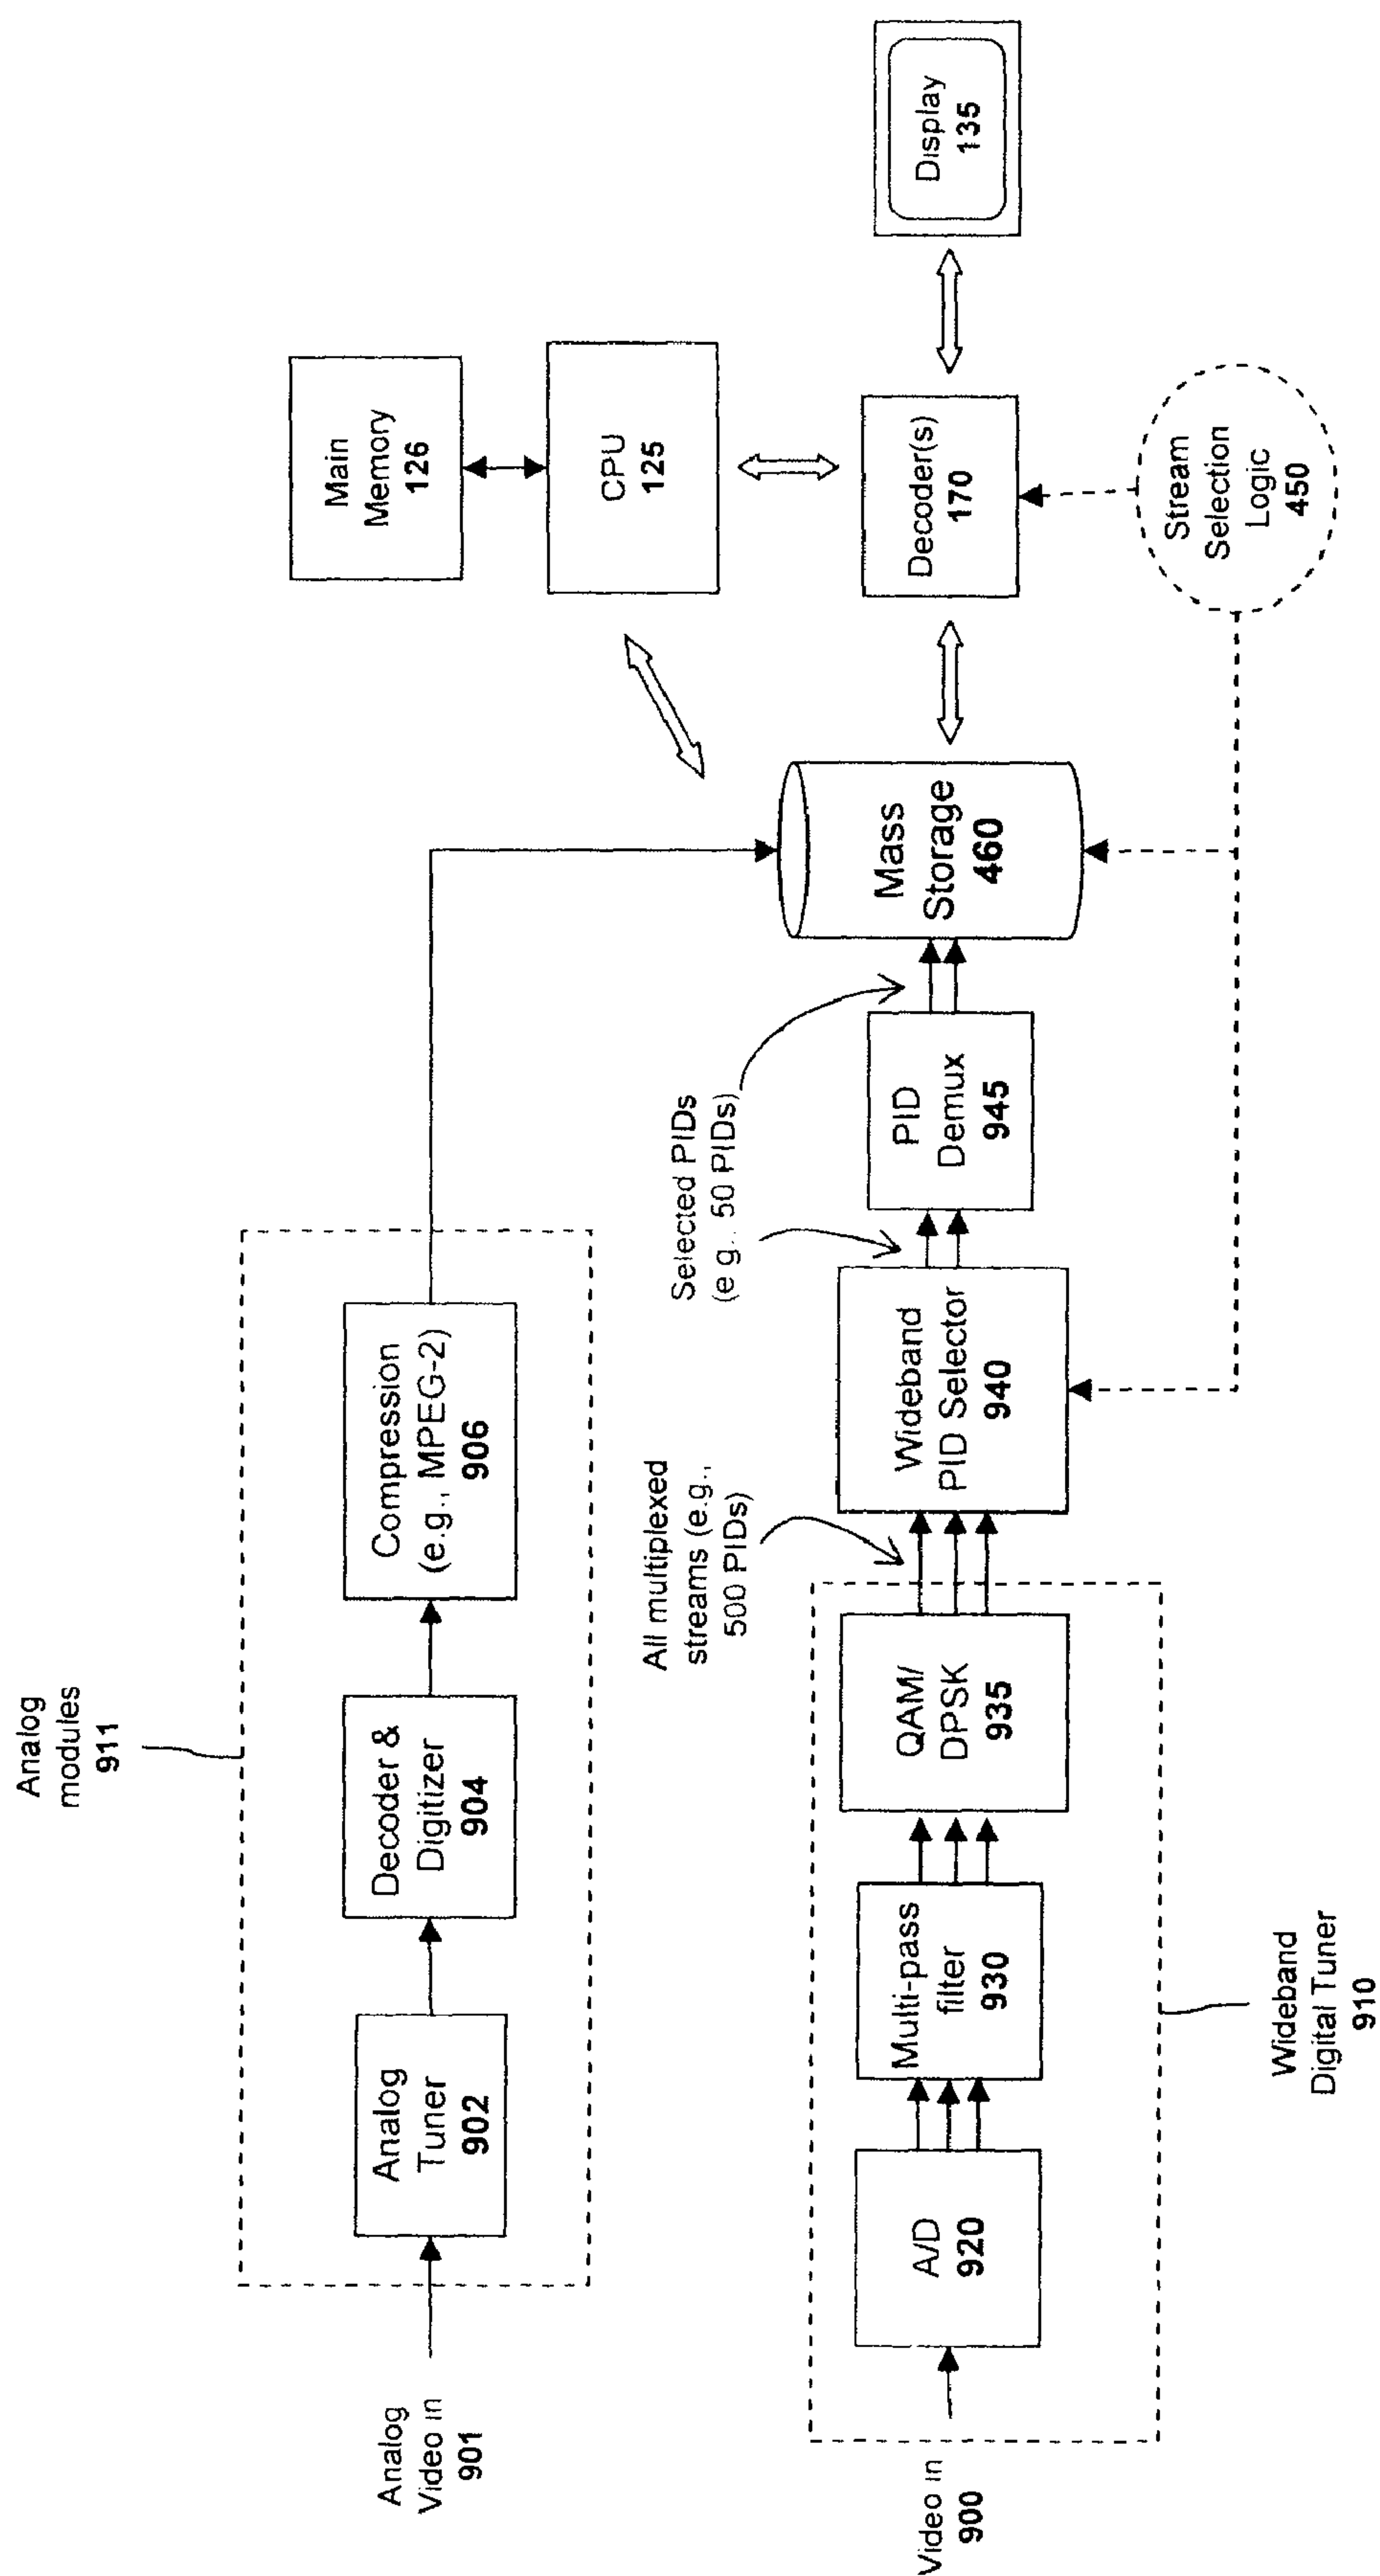 Analog
modules
911
Analog
Video in
901
Analog
Tuner
902
Decoder &
Digitizer
904
Compression
(e.g., MPEG-2)
906
Main
Memory
126
CPU
125
Video in
900
A/D
920
Multi-pass
filter
930
QAM/
DPSK
935
All multiplexed
streams (e.g.,
500 PIDs)
Wideband
PID Selector
940
Selected PIDs
(e.g., 50 PIDs)
PID
Demux
945
Mass
Storage
460
Decoder(s)
170
Display
135
Stream
Selection
Logic
450
Wideband
Digital Tuner
910